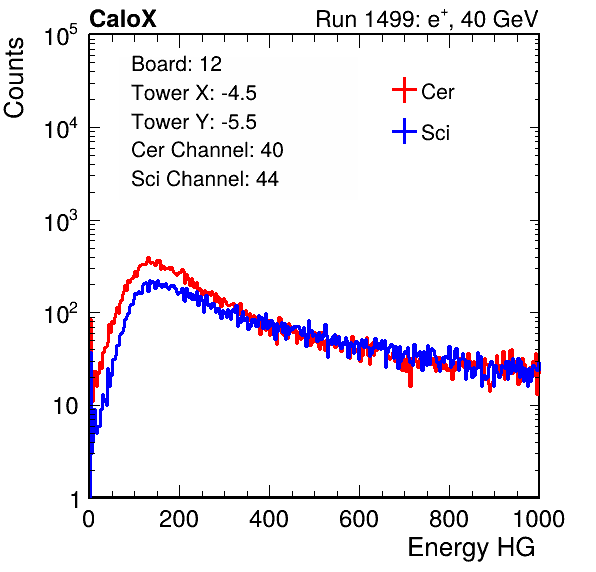 CaloX Run 1499: e⁺, 40 GeV
Counts
Board: 12
Tower X: -4.5
Tower Y: -5.5
Cer Channel: 40
Sci Channel: 44
Cer
Sci
10⁵
10⁴
10³
10²
10
1
0 200 400 600 800 1000
Energy HG